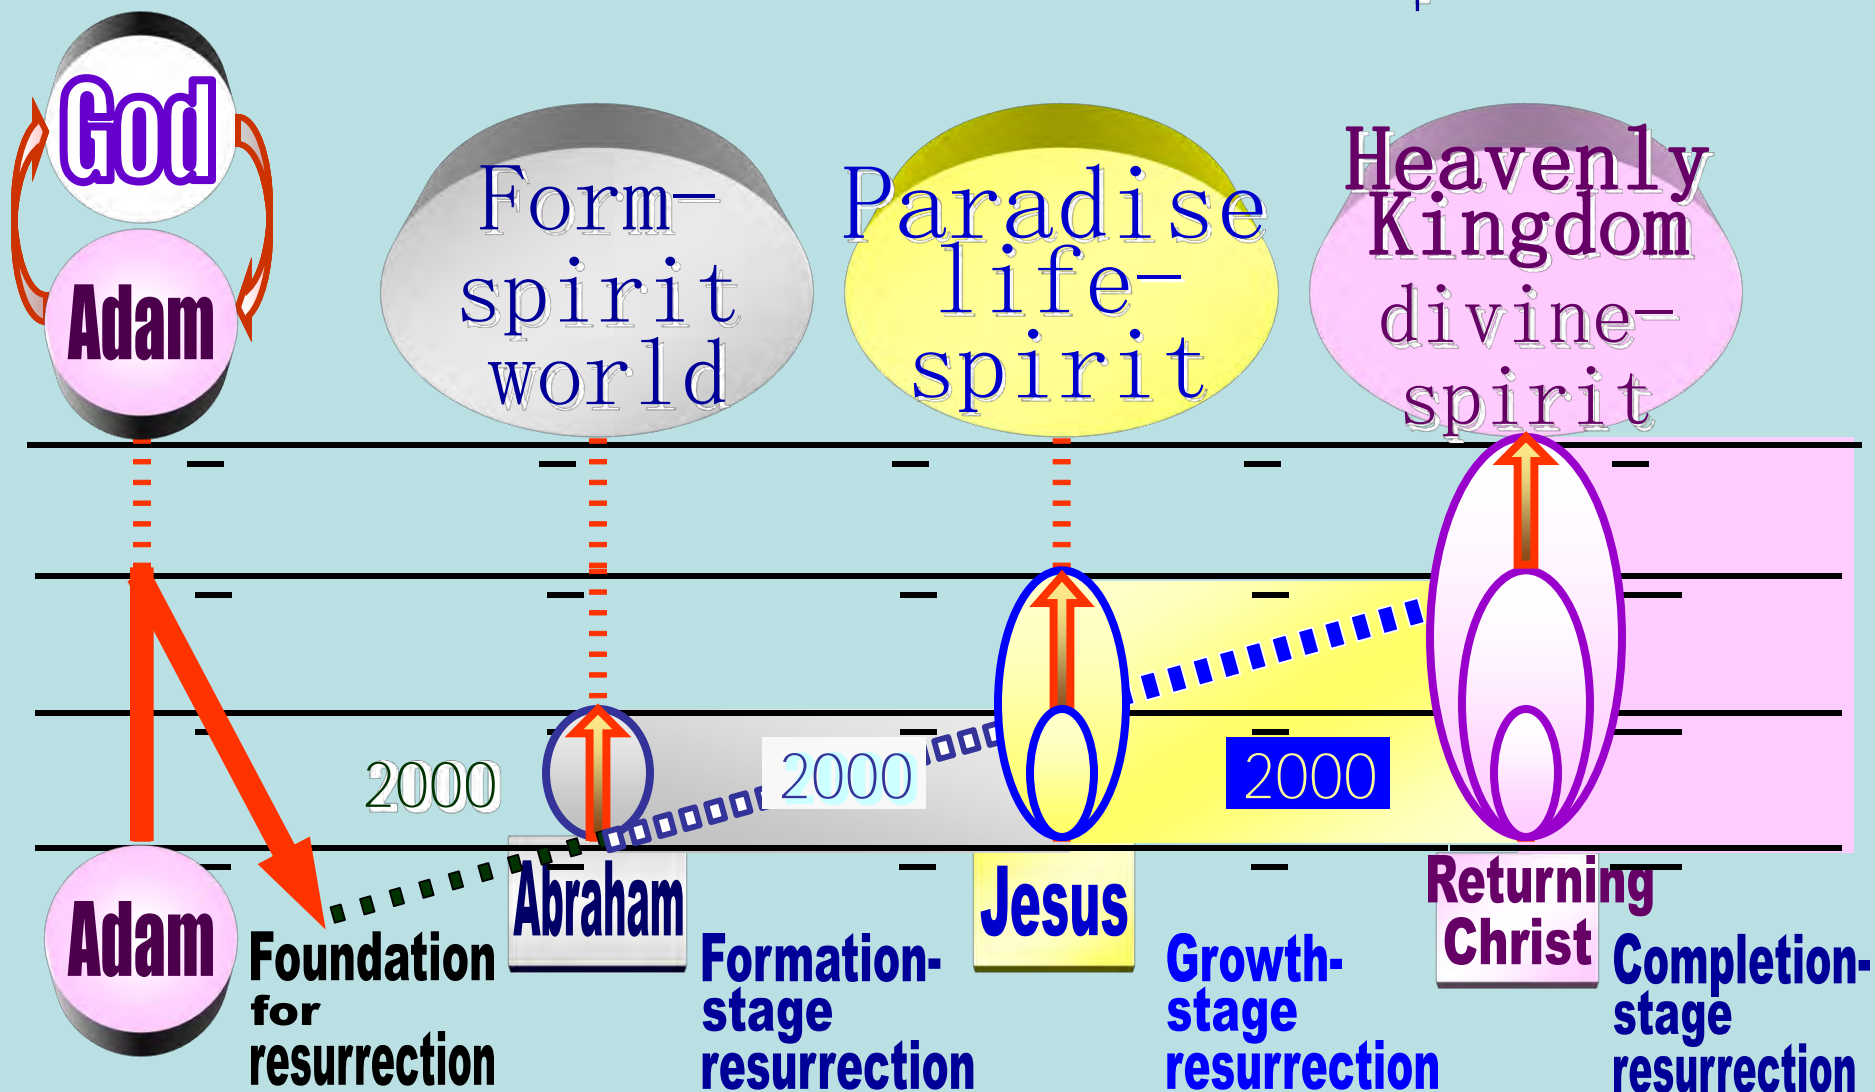 God
Adam
Form-
spirit
world
Paradise
life-
spirit
Heavenly
Kingdom
divine-
spirit
2000
2000
2000
Adam
Foundation
for
resurrection
Abraham
Formation-
stage
resurrection
Jesus
Growth-
stage
resurrection
Returning
Christ
Completion-
stage
resurrection